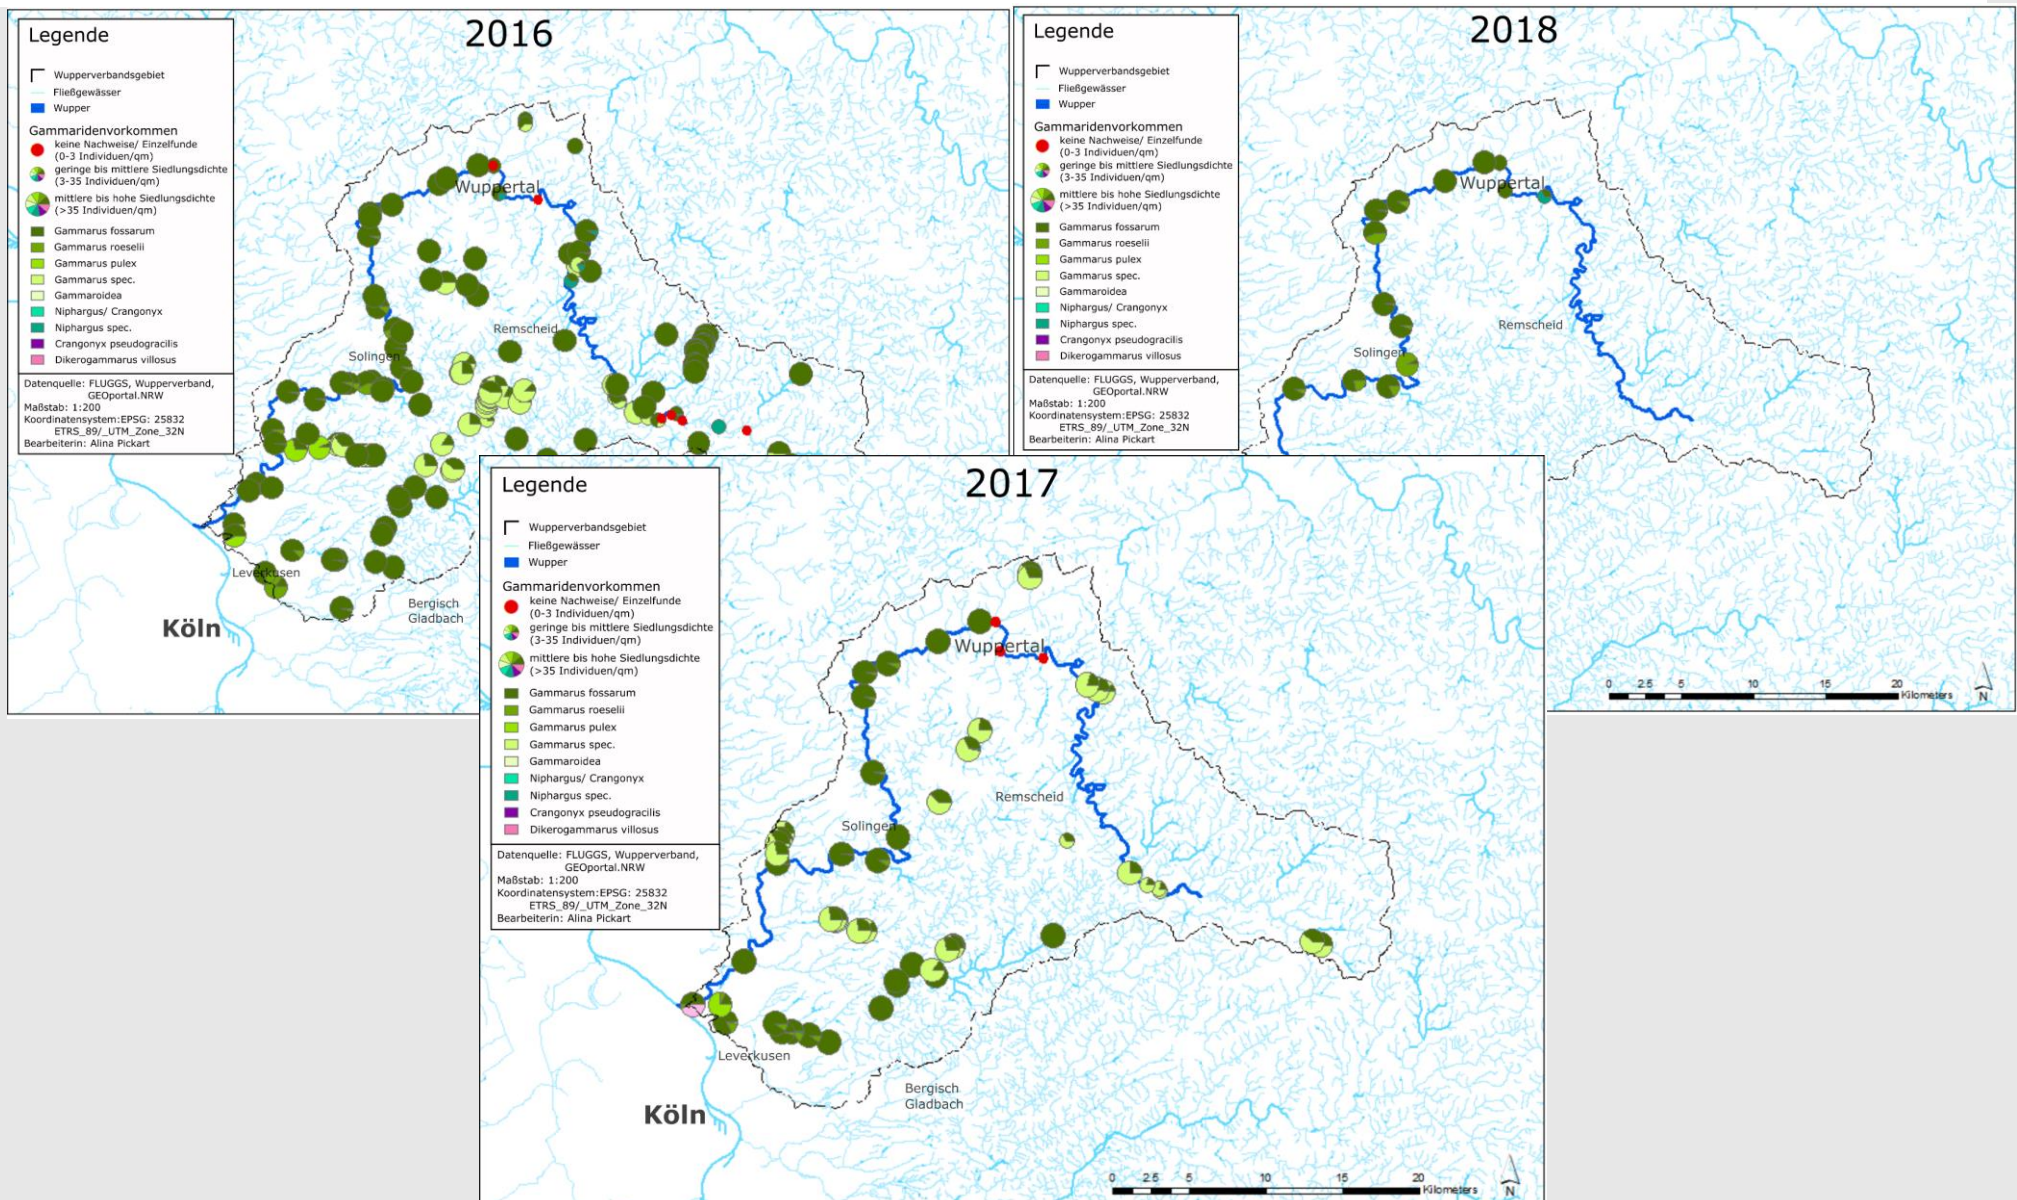 2016
Legende
Wupperverbandsgebiet
Fließgewässer
Wupper
Gammaridenvorkommen
keine Nachweise/ Einzelfunde
(0-3 Individuen/qm)
geringe bis mittlere Siedlungsdichte
(3-35 Individuen/qm)
mittlere bis hohe Siedlungsdichte
(>35 Individuen/qm)
Gammarus fossarum
Gammarus roeselii
Gammarus pulex
Gammarus spec.
Gammaroidea
Niphargus/ Crangonyx
Niphargus spec.
Crangonyx pseudogracilis
Dikerogammarus villosus
Datenquelle: FLUGGS, Wupperverband,
GEOportal.NRW
Maßstab: 1:200
Koordinatensystem:EPSG: 25832
ETRS_89/_UTM_Zone_32N
Bearbeiterin: Alina Pickart
Wuppertal
Remscheid
Solingen
Leverkusen
Bergisch
Gladbach
Köln
2018
Legende
Wupperverbandsgebiet
Fließgewässer
Wupper
Gammaridenvorkommen
keine Nachweise/ Einzelfunde
(0-3 Individuen/qm)
geringe bis mittlere Siedlungsdichte
(3-35 Individuen/qm)
mittlere bis hohe Siedlungsdichte
(>35 Individuen/qm)
Gammarus fossarum
Gammarus roeselii
Gammarus pulex
Gammarus spec.
Gammaroidea
Niphargus/ Crangonyx
Niphargus spec.
Crangonyx pseudogracilis
Dikerogammarus villosus
Datenquelle: FLUGGS, Wupperverband,
GEOportal.NRW
Maßstab: 1:200
Koordinatensystem:EPSG: 25832
ETRS_89/_UTM_Zone_32N
Bearbeiterin: Alina Pickart
Wuppertal
Remscheid
Solingen
0 2.5 5 10 15 20
Kilometers
N
2017
Legende
Wupperverbandsgebiet
Fließgewässer
Wupper
Gammaridenvorkommen
keine Nachweise/ Einzelfunde
(0-3 Individuen/qm)
geringe bis mittlere Siedlungsdichte
(3-35 Individuen/qm)
mittlere bis hohe Siedlungsdichte
(>35 Individuen/qm)
Gammarus fossarum
Gammarus roeselii
Gammarus pulex
Gammarus spec.
Gammaroidea
Niphargus/ Crangonyx
Niphargus spec.
Crangonyx pseudogracilis
Dikerogammarus villosus
Datenquelle: FLUGGS, Wupperverband,
GEOportal.NRW
Maßstab: 1:200
Koordinatensystem:EPSG: 25832
ETRS_89/_UTM_Zone_32N
Bearbeiterin: Alina Pickart
Wuppertal
Remscheid
Solingen
Leverkusen
Bergisch
Gladbach
Köln
0 2.5 5 10 15 20
Kilometers
N